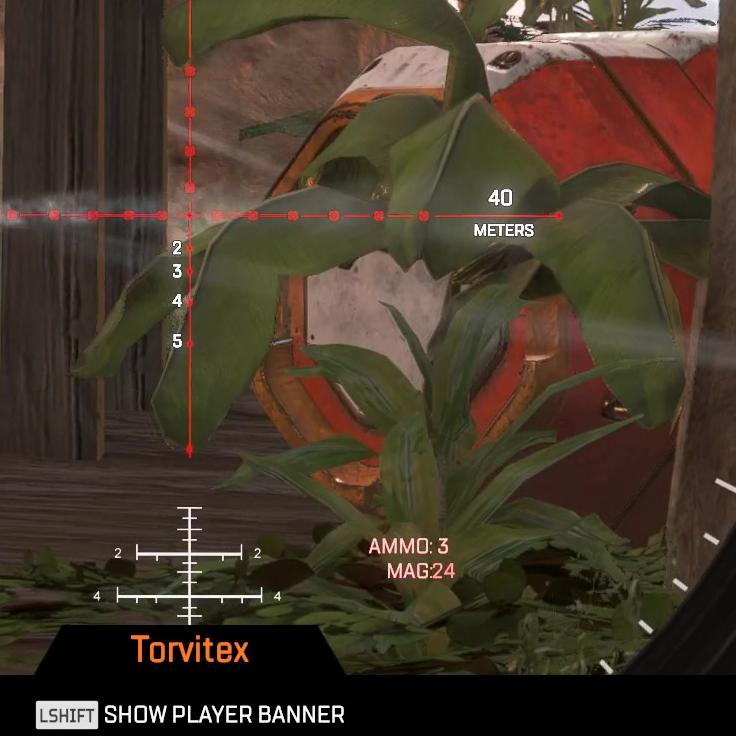 40
METERS
2
3
4
5
2 2
AMMO: 3
MAG:24
4 4
Torvitex
LSHIFT SHOW PLAYER BANNER